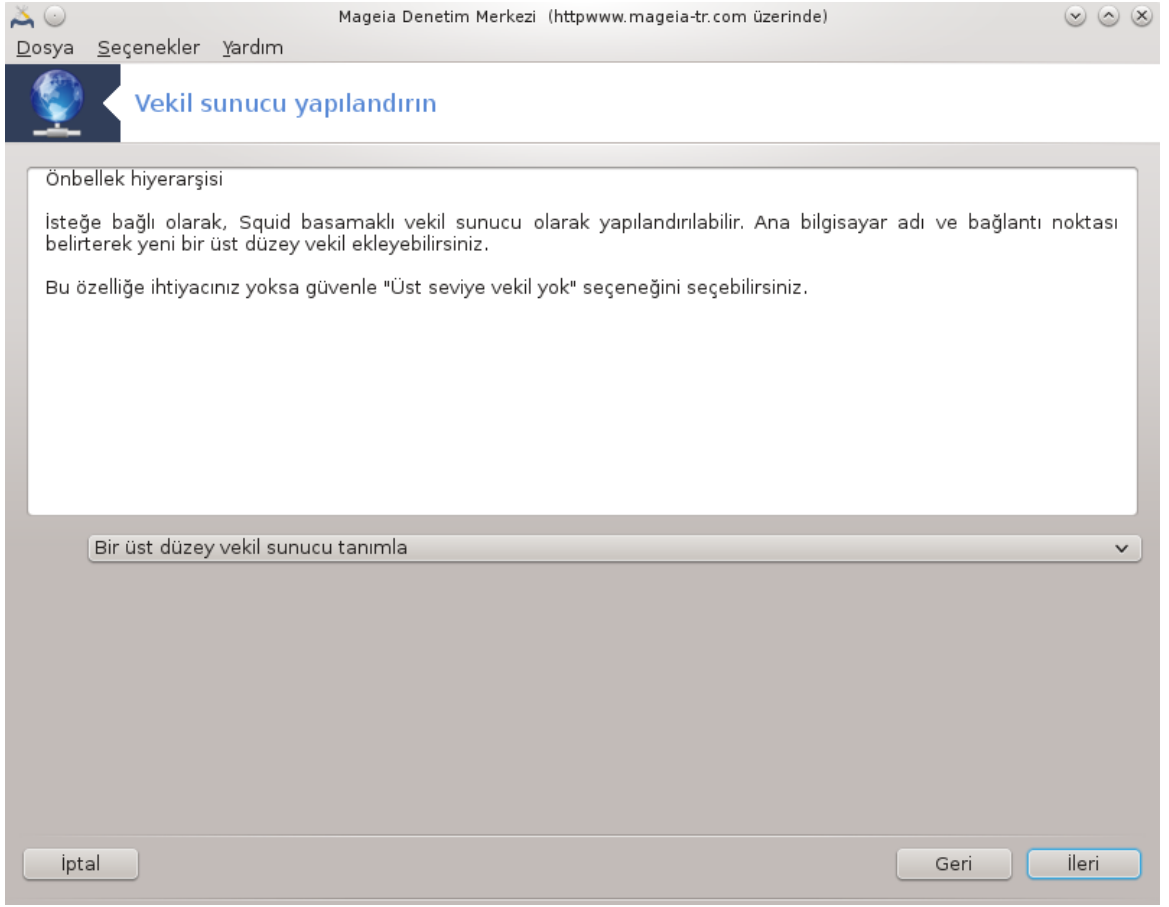 Mageia Denetim Merkezi (httpwww.mageia-tr.com üzerinde)
Dosya Seçenekler Yardım
Vekil sunucu yapılandırın
Önbellek hiyerarşisi
İsteğe bağlı olarak, Squid basamaklı vekil sunucu olarak yapılandırılabilir. Ana bilgisayar adı ve bağlantı noktası
belirterek yeni bir üst düzey vekil ekleyebilirsiniz.
Bu özelliğe ihtiyacınız yoksa güvenle "Üst seviye vekil yok" seçeneğini seçebilirsiniz.
Bir üst düzey vekil sunucu tanımla
İptal Geri İleri